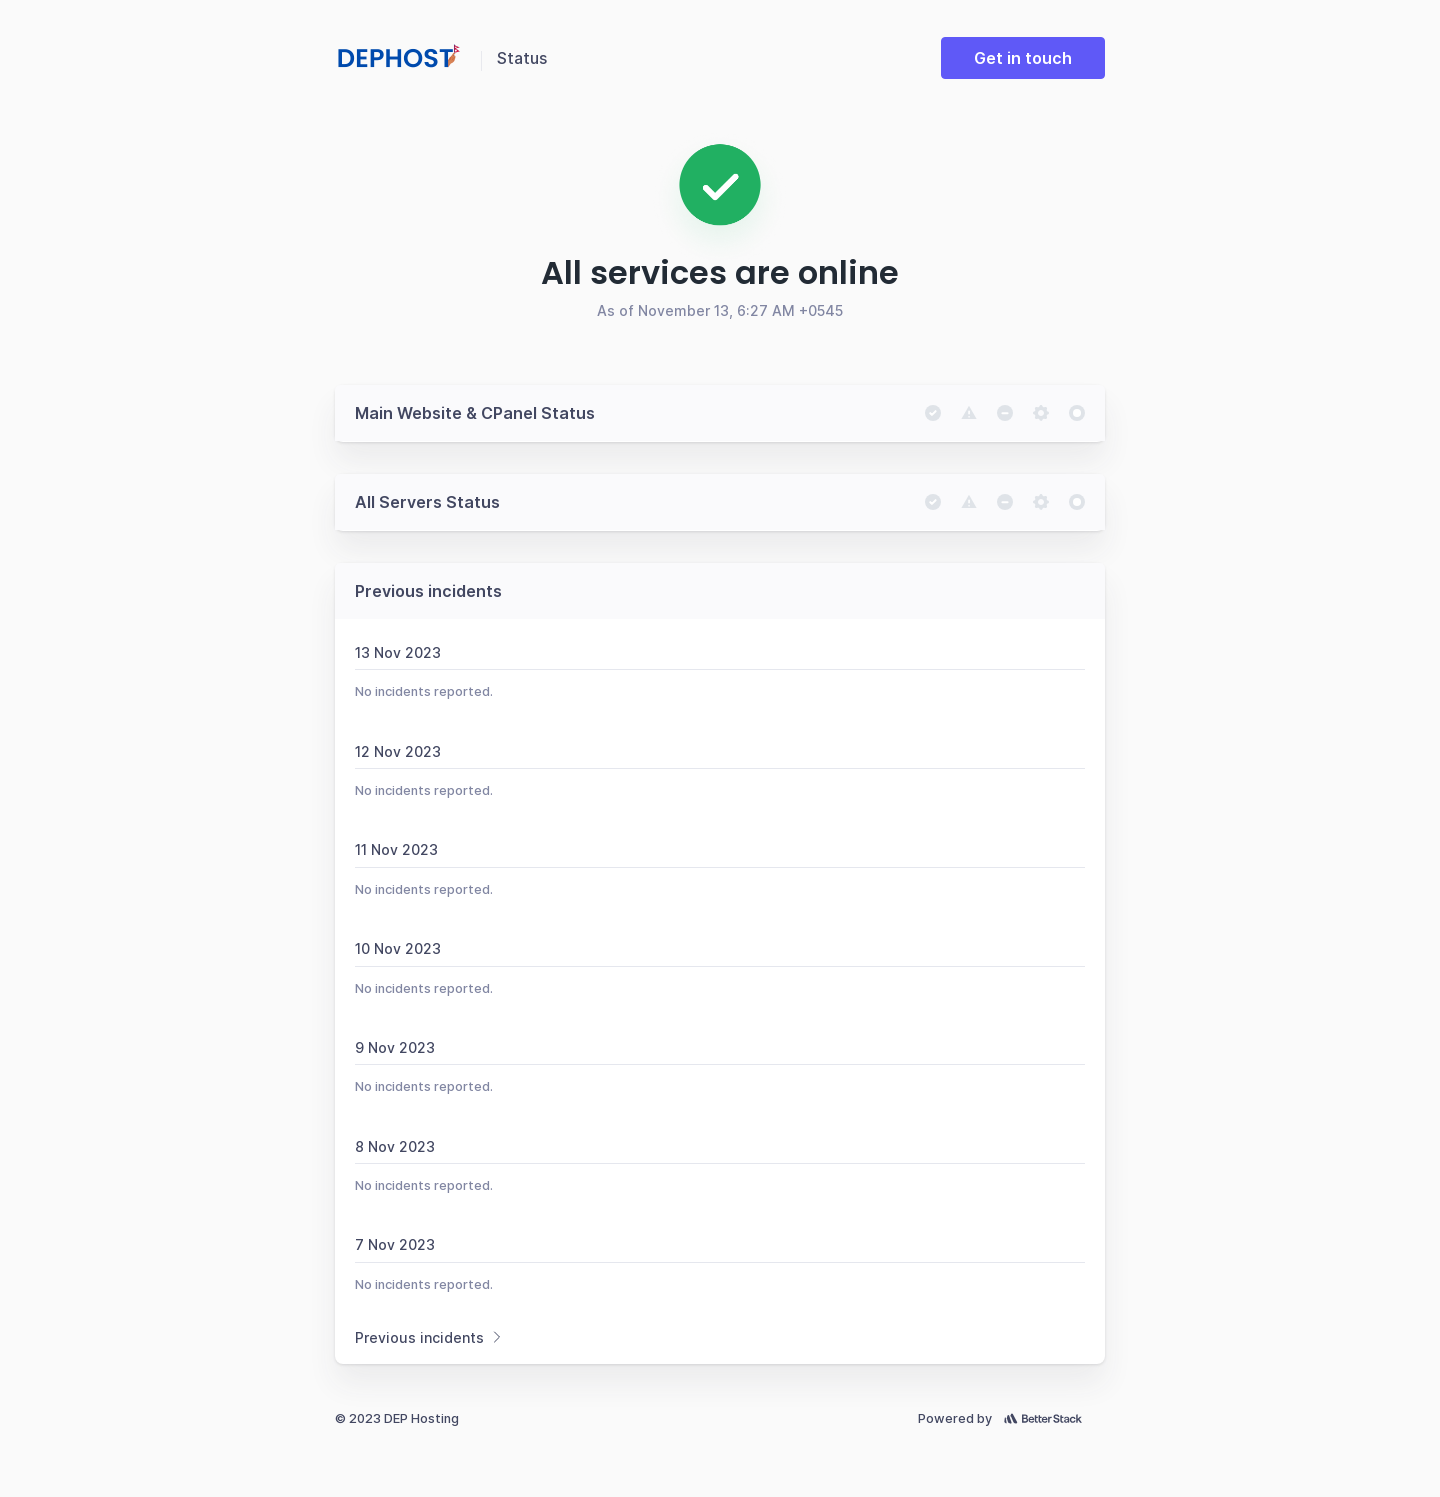 DEPHOST
Status
Get in touch
All services are online
As of November 13, 6:27 AM +0545
Main Website & CPanel Status
All Servers Status
Previous incidents
13 Nov 2023
No incidents reported.
12 Nov 2023
No incidents reported.
11 Nov 2023
No incidents reported.
10 Nov 2023
No incidents reported.
9 Nov 2023
No incidents reported.
8 Nov 2023
No incidents reported.
7 Nov 2023
No incidents reported.
Previous incidents
© 2023 DEP Hosting
Powered by Better Stack